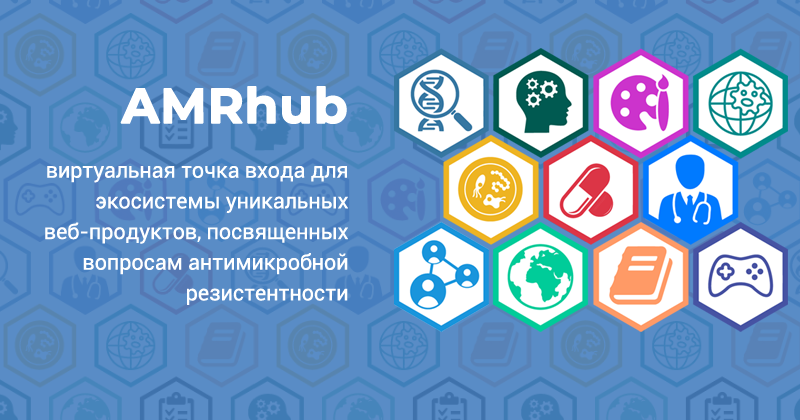 AMRhub
виртуальная точка входа для
экосистемы уникальных
веб-продуктов, посвященных
вопросам антимикробной
резистентности